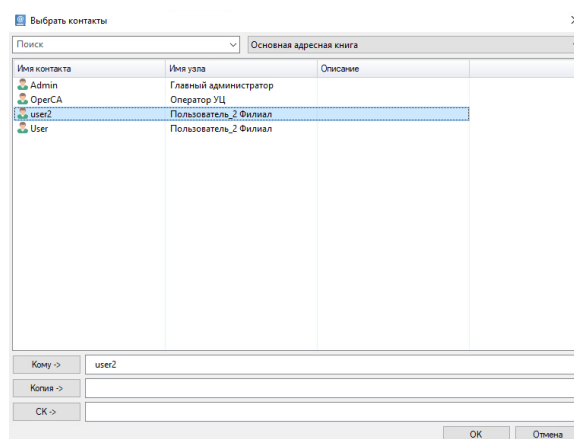 Выбрать контакты
Поиск
Основная адресная книга
Имя контакта Имя узла Описание
Admin Главный администратор
OperCA Оператор УЦ
user2 Пользователь_2 Филиал
User Пользователь_2 Филиал
Кому -> user2
Копия ->
СК ->
ОК Отмена